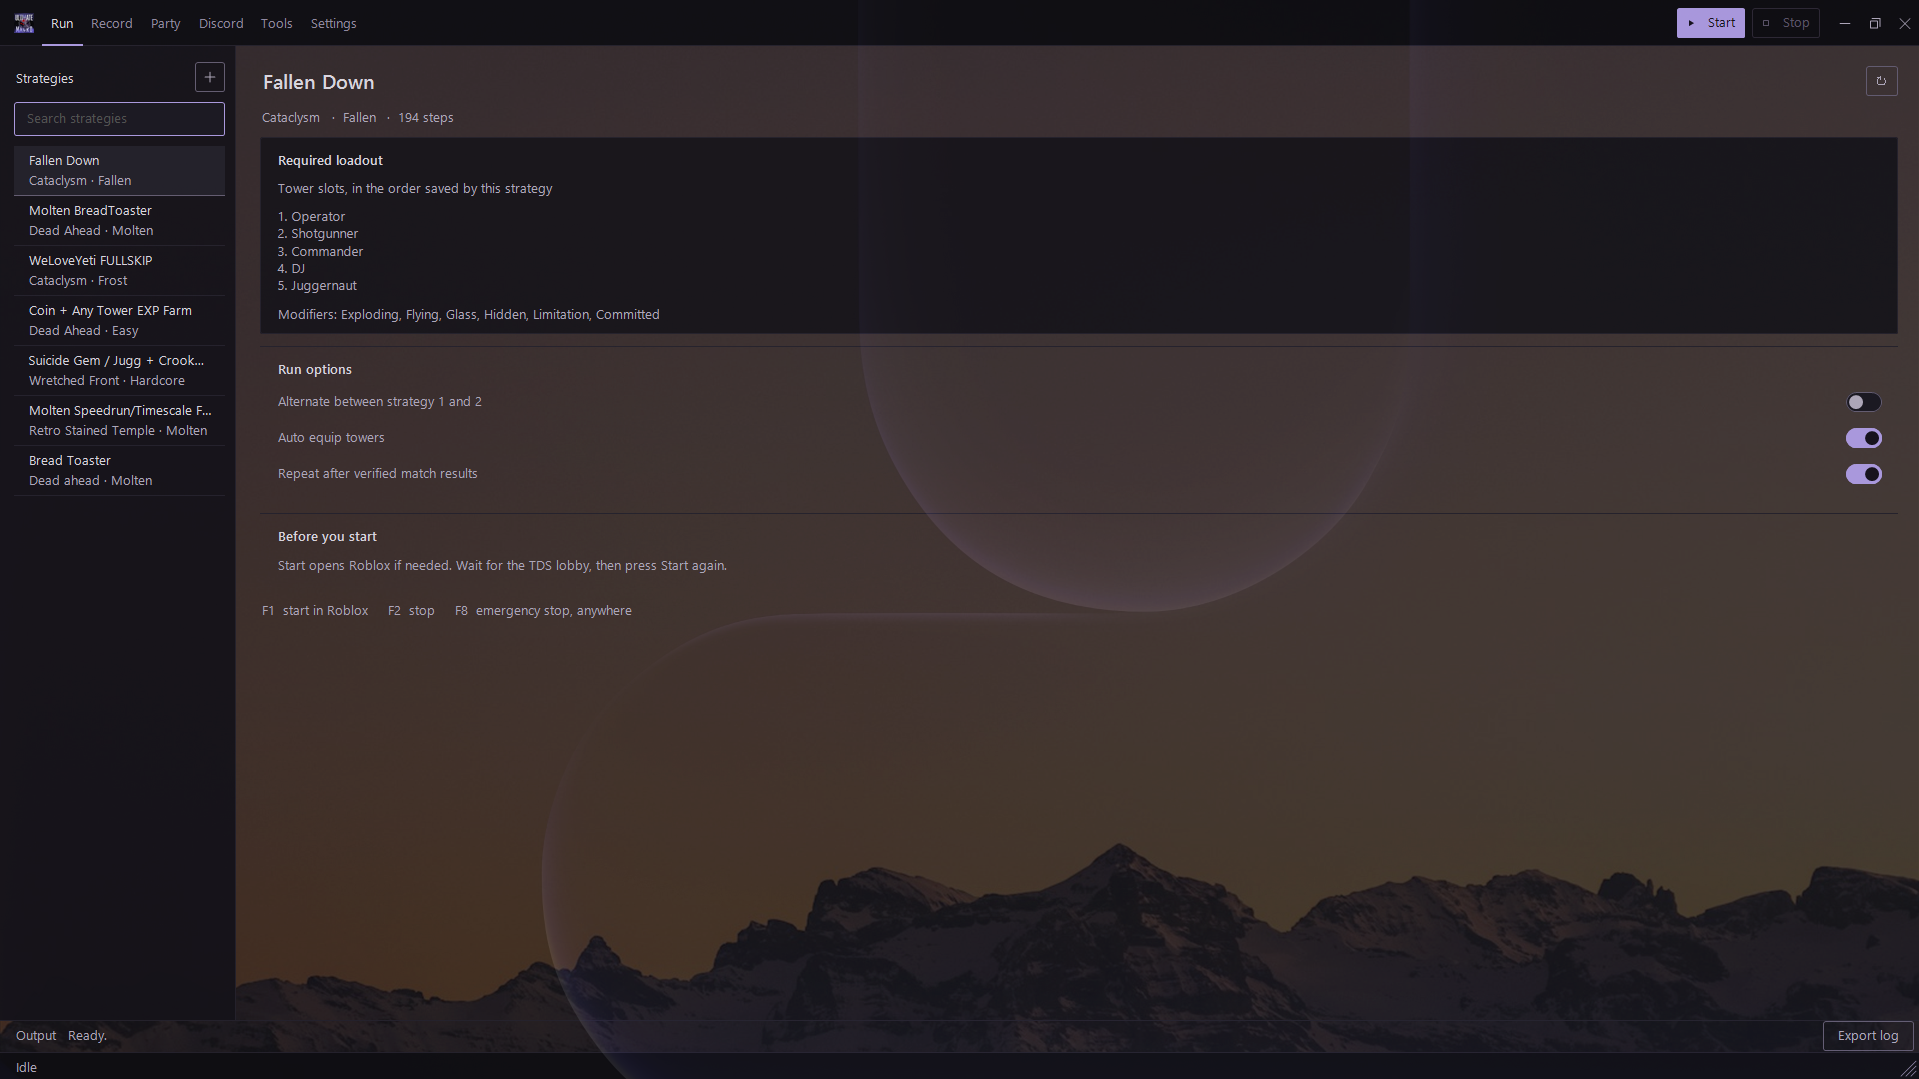 Run Record Party Discord Tools Settings
Start Stop
Strategies
Search strategies
Fallen Down
Cataclysm · Fallen
Molten BreadToaster
Dead Ahead · Molten
WeLoveYeti FULLSKIP
Cataclysm · Frost
Coin + Any Tower EXP Farm
Dead Ahead · Easy
Suicide Gem / Jugg + Crook...
Wretched Front · Hardcore
Molten Speedrun/Timescale F...
Retro Stained Temple · Molten
Bread Toaster
Dead ahead · Molten
Fallen Down
Cataclysm · Fallen · 194 steps
Required loadout
Tower slots, in the order saved by this strategy
1. Operator
2. Shotgunner
3. Commander
4. DJ
5. Juggernaut
Modifiers: Exploding, Flying, Glass, Hidden, Limitation, Committed
Run options
Alternate between strategy 1 and 2
Auto equip towers
Repeat after verified match results
Before you start
Start opens Roblox if needed. Wait for the TDS lobby, then press Start again.
F1 start in Roblox F2 stop F8 emergency stop, anywhere
Output Ready.
Export log
Idle